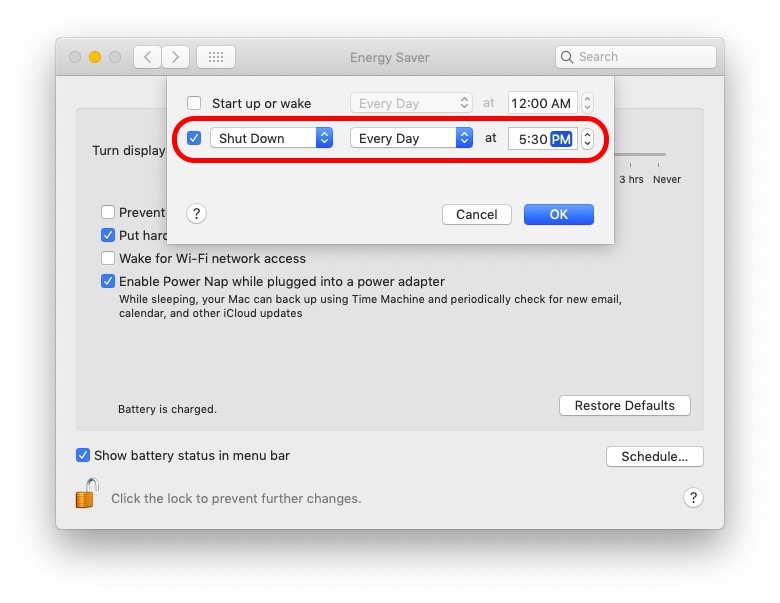 Energy Saver
Search
Start up or wake Every Day at 12:00 AM
Shut Down Every Day at 5:30 PM
Turn display
3 hrs Never
? Cancel OK
Prevent
Put hard
Wake for Wi-Fi network access
Enable Power Nap while plugged into a power adapter
While sleeping, your Mac can back up using Time Machine and periodically check for new email,
calendar, and other iCloud updates
Battery is charged.
Restore Defaults
Show battery status in menu bar
Schedule...
Click the lock to prevent further changes.
?